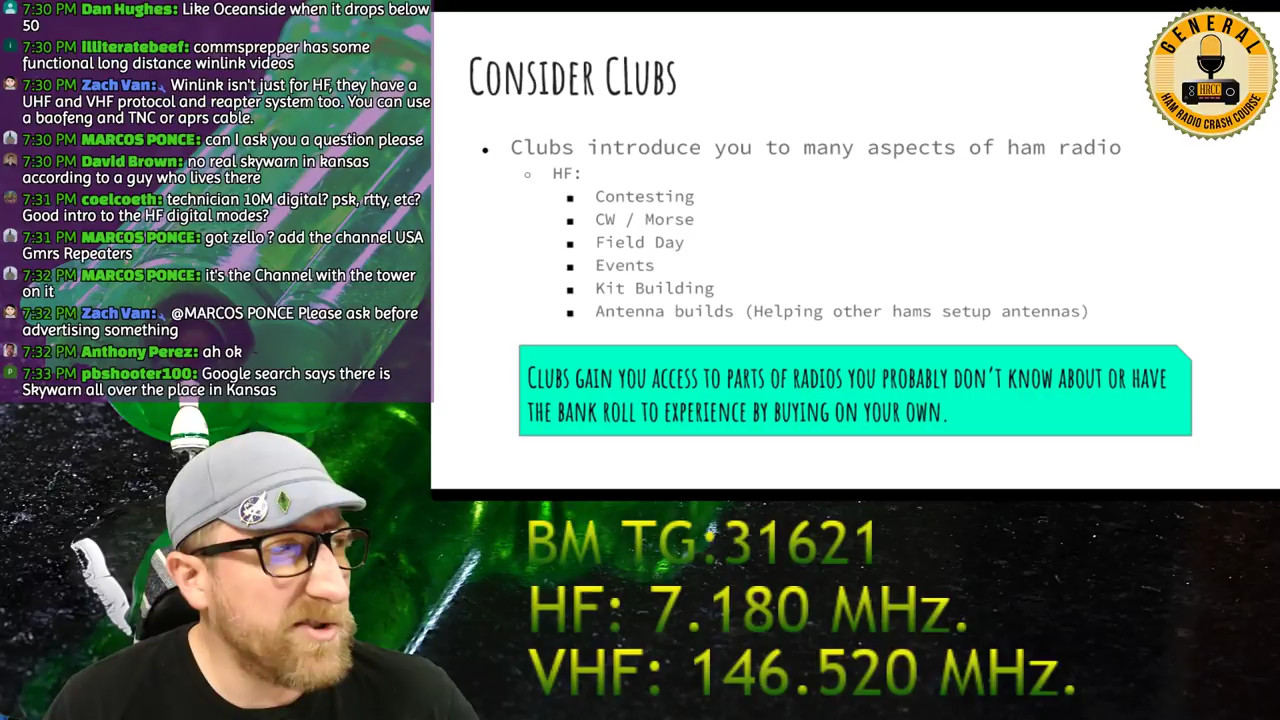 7:30 PM Dan Hughes: Like Oceanside when it drops below
50
7:30 PM illiteratebeef: commsprepper has some
functional long distance winlink videos
7:30 PM Zach Van: Winlink isn't just for HF, they have a
UHF and VHF protocol and reapter system too. You can use
a baofeng and TNC or aprs cable.
7:30 PM MARCOS PONCE: can I ask you a question please
7:30 PM David Brown: no real skywarn in kansas
according to a guy who lives there
7:31 PM coelcoeth: technician 10M digital? psk, rtty, etc?
Good intro to the HF digital modes?
7:31 PM MARCOS PONCE: got zello ? add the channel USA
Gmrs Repeaters
7:32 PM MARCOS PONCE: it's the Channel with the tower
on it
7:32 PM Zach Van: @MARCOS PONCE Please ask before
advertising something
7:32 PM Anthony Perez: ah ok
7:33 PM pbshooter100: Google search says there is
Skywarn all over the place in Kansas
CONSIDER CLUBS
• Clubs introduce you to many aspects of ham radio
○ HF:
■ Contesting
■ CW / Morse
■ Field Day
■ Events
■ Kit Building
■ Antenna builds (Helping other hams setup antennas)
CLUBS GAIN YOU ACCESS TO PARTS OF RADIOS YOU PROBABLY DON'T KNOW ABOUT OR HAVE
THE BANK ROLL TO EXPERIENCE BY BUYING ON YOUR OWN.
GENERAL
HRCC
HAM RADIO CRASH COURSE
BM TG:31621
HF: 7.180 MHz.
VHF: 146.520 MHz.